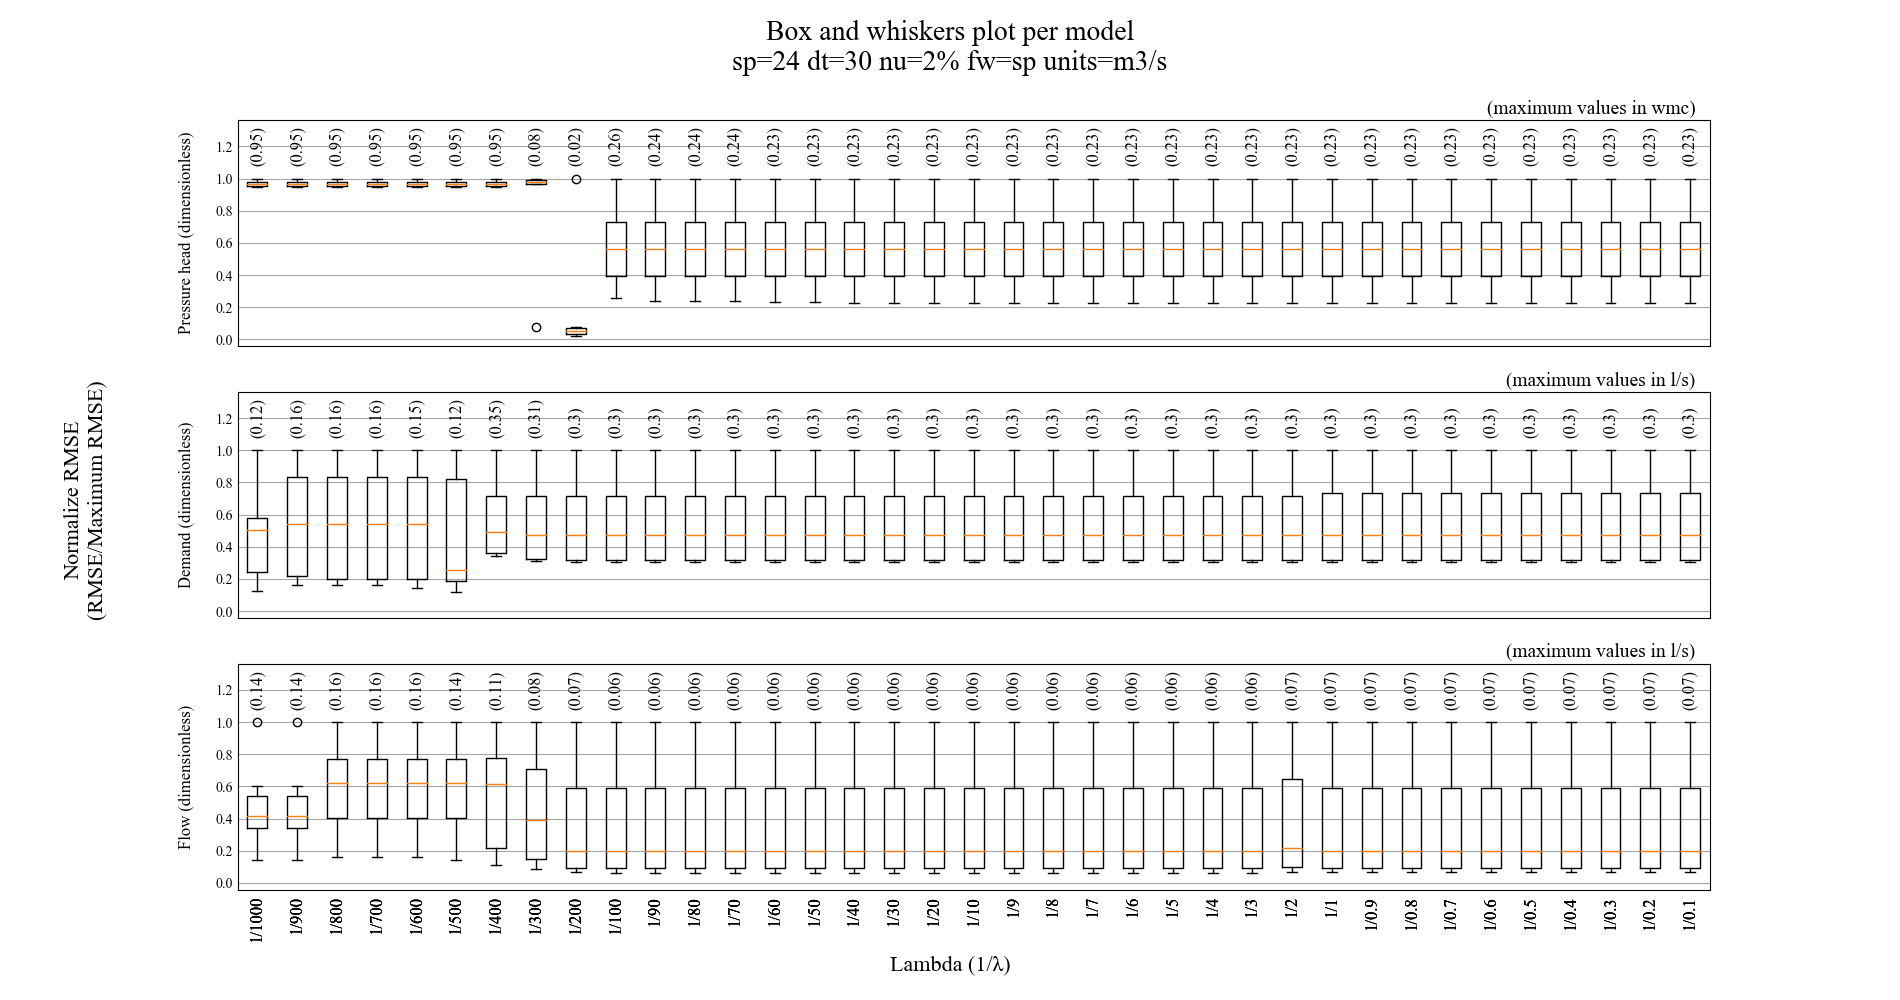 Box and whiskers plot per model
sp=24 dt=30 nu=2% fw=sp units=m3/s
(maximum values in wmc)
Pressure head (dimensionless)
1.2
1.0
0.8
0.6
0.4
0.2
0.0
(0.95) (0.95) (0.95) (0.95) (0.95) (0.95) (0.95) (0.08) (0.02) (0.26) (0.24) (0.24) (0.24) (0.23) (0.23) (0.23) (0.23) (0.23) (0.23) (0.23) (0.23) (0.23) (0.23) (0.23) (0.23) (0.23) (0.23) (0.23) (0.23) (0.23) (0.23) (0.23) (0.23) (0.23) (0.23) (0.23) (0.23)
(maximum values in l/s)
Normalize RMSE
(RMSE/Maximum RMSE)
Demand (dimensionless)
1.2
1.0
0.8
0.6
0.4
0.2
0.0
(0.12) (0.16) (0.16) (0.16) (0.15) (0.12) (0.35) (0.31) (0.3) (0.3) (0.3) (0.3) (0.3) (0.3) (0.3) (0.3) (0.3) (0.3) (0.3) (0.3) (0.3) (0.3) (0.3) (0.3) (0.3) (0.3) (0.3) (0.3) (0.3) (0.3) (0.3) (0.3) (0.3) (0.3) (0.3) (0.3) (0.3)
(maximum values in l/s)
Flow (dimensionless)
1.2
1.0
0.8
0.6
0.4
0.2
0.0
(0.14) (0.14) (0.16) (0.16) (0.16) (0.14) (0.11) (0.08) (0.07) (0.06) (0.06) (0.06) (0.06) (0.06) (0.06) (0.06) (0.06) (0.06) (0.06) (0.06) (0.06) (0.06) (0.06) (0.06) (0.06) (0.06) (0.07) (0.07) (0.07) (0.07) (0.07) (0.07) (0.07) (0.07) (0.07) (0.07) (0.07)
1/1000 1/900 1/800 1/700 1/600 1/500 1/400 1/300 1/200 1/100 1/90 1/80 1/70 1/60 1/50 1/40 1/30 1/20 1/10 1/9 1/8 1/7 1/6 1/5 1/4 1/3 1/2 1/1 1/0.9 1/0.8 1/0.7 1/0.6 1/0.5 1/0.4 1/0.3 1/0.2 1/0.1
Lambda (1/λ)